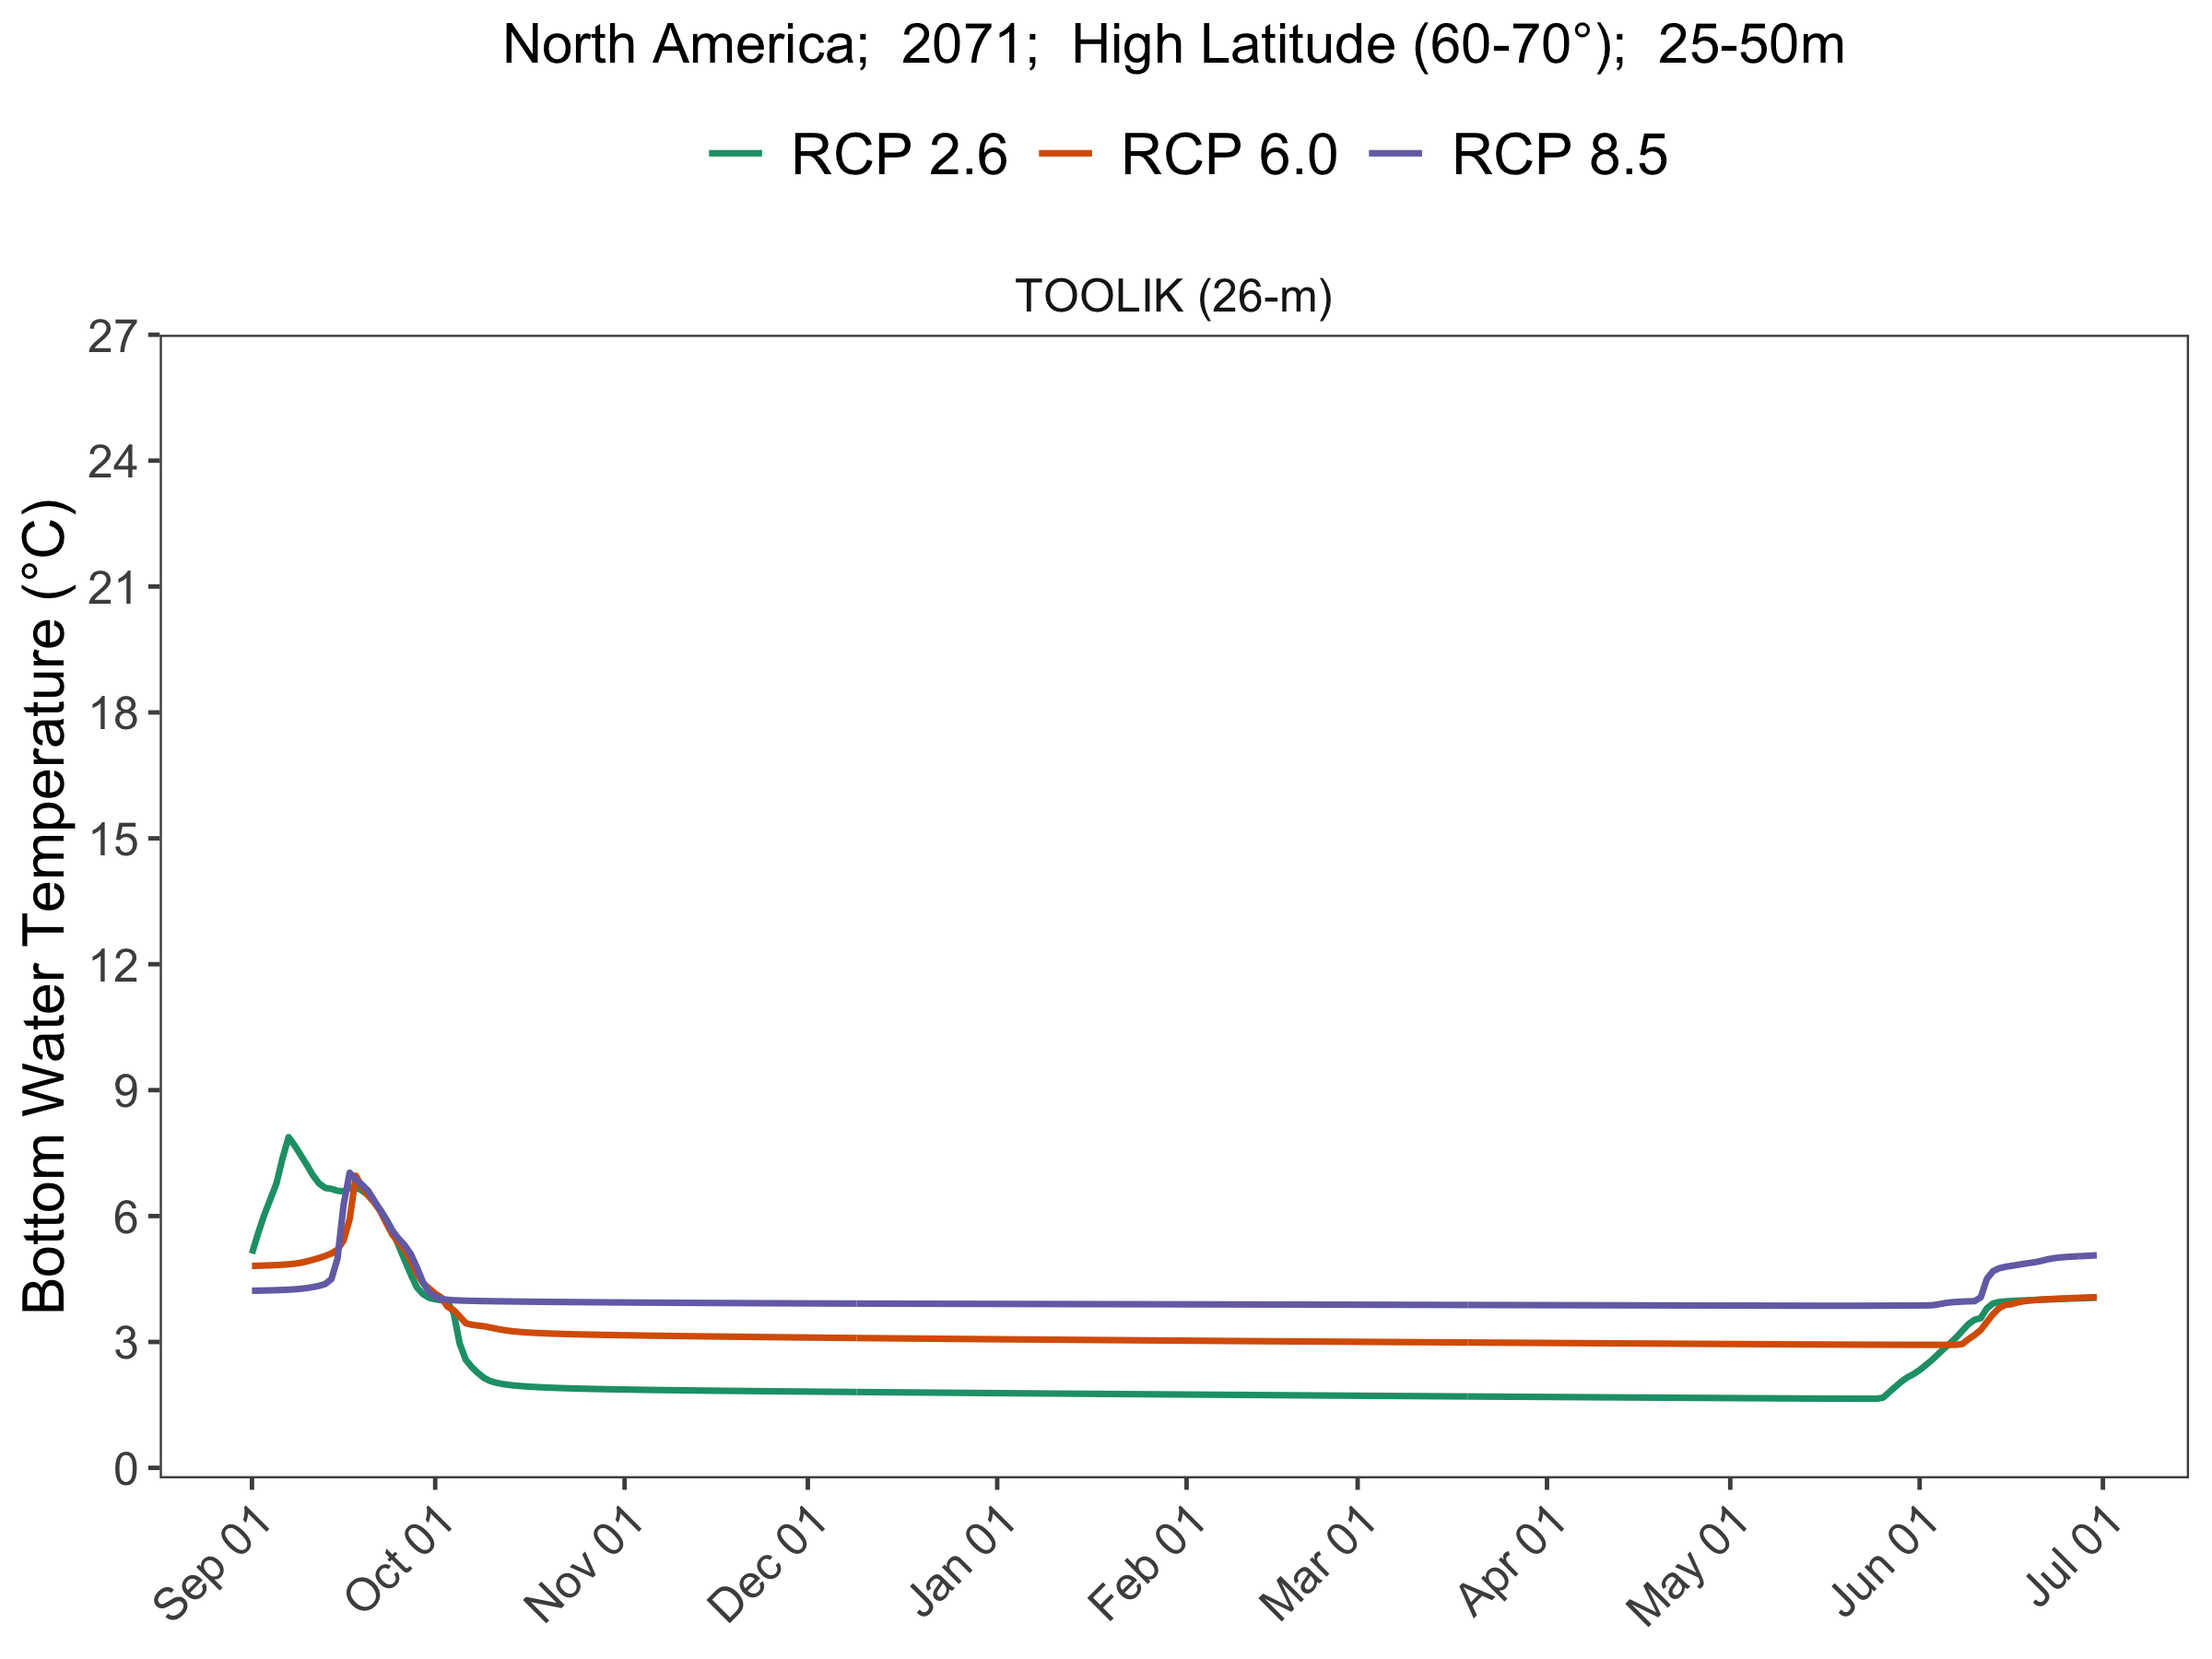 North America;  2071;  High Latitude (60-70°);  25-50m
RCP 2.6 RCP 6.0 RCP 8.5
TOOLIK (26-m)
Bottom Water Temperature (°C)
27
24
21
18
15
12
9
6
3
0
Sep 01 Oct 01 Nov 01 Dec 01 Jan 01 Feb 01 Mar 01 Apr 01 May 01 Jun 01 Jul 01